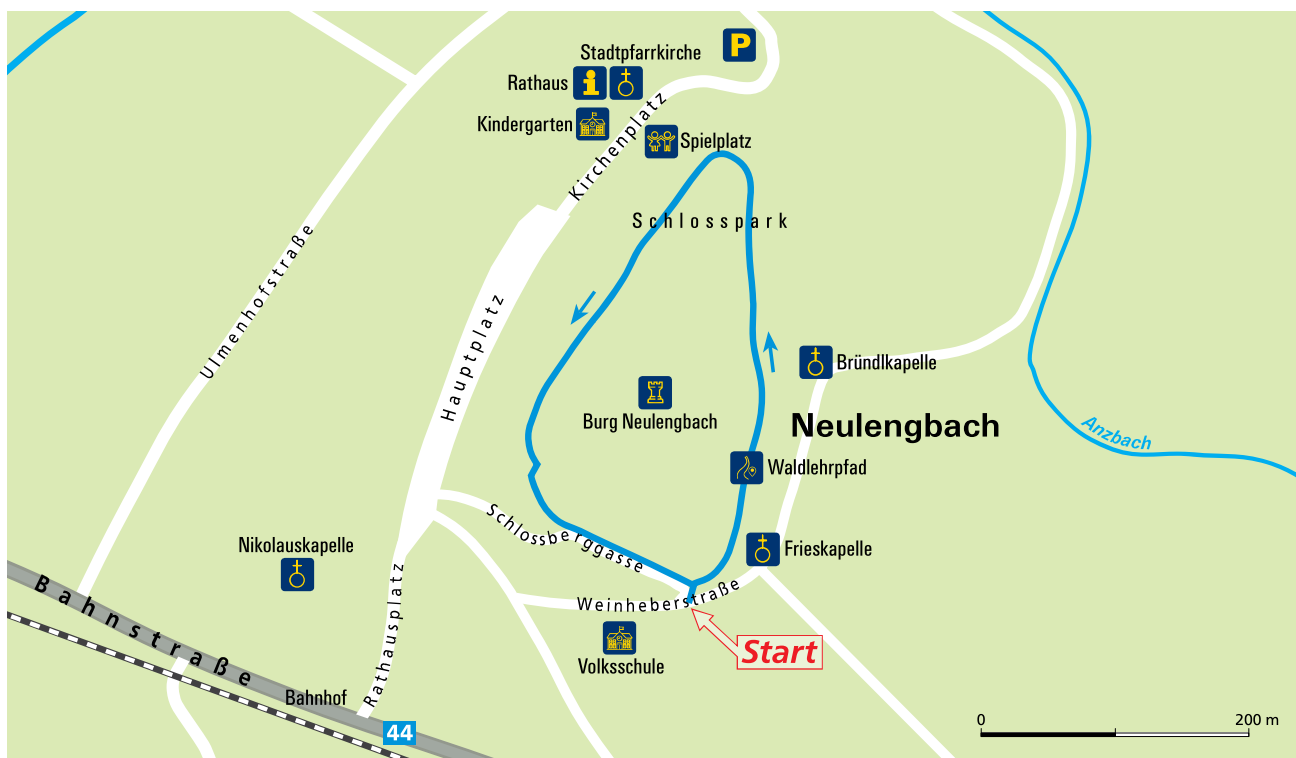 Stadtpfarrkirche
P
Rathaus
Kindergarten
Kirchenplatz
Spielplatz
Schlosspark
Ulmenhofstraße
Hauptplatz
Bründlkapelle
Burg Neulengbach
Neulengbach
Anzbach
Waldlehrpfad
Schlossberggasse
Nikolauskapelle
Frieskapelle
Bahnstraße
Rathausplatz
Weinheberstraße
Start
Volksschule
Bahnhof
44
0 200 m